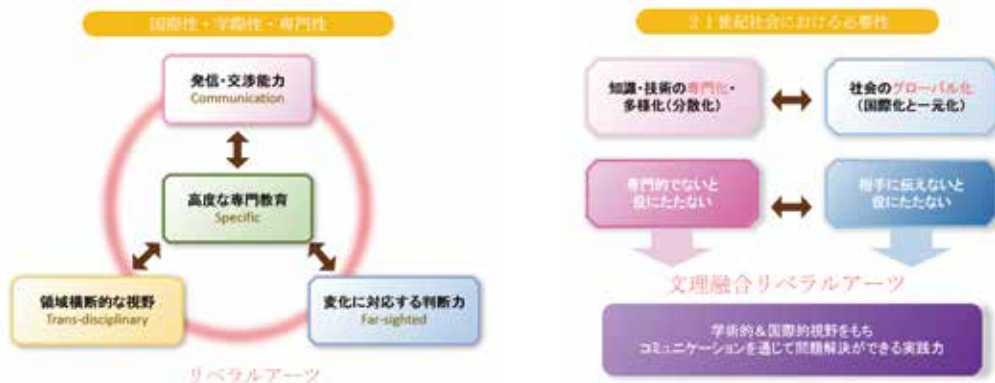 国際性・学際性・専門性
発信・交渉能力
Communication
高度な専門教育
Specific
領域横断的な視野
Trans-disciplinary
変化に対応する判断力
Far-sighted
リベラルアーツ
21世紀社会における必要性
知識・技術の専門化・
多様化(分散化)
社会のグローバル化
(国際化と一元化)
専門的でないと
役にたたない
相手に伝えないと
役にたたない
文理融合リベラルアーツ
学術的&国際的視野をもち
コミュニケーションを通じて問題解決ができる実践力